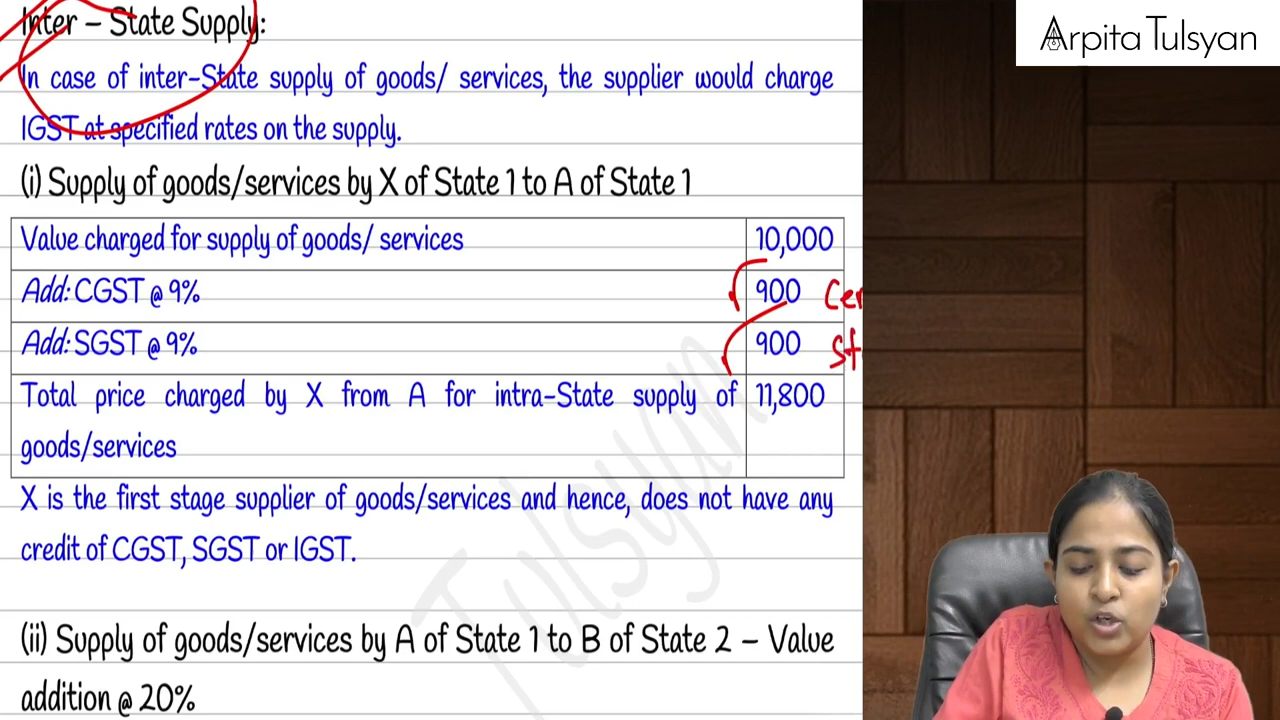 Arpita Tulsyan
Inter – State Supply:
In case of inter-State supply of goods/ services, the supplier would charge
IGST at specified rates on the supply.
(i) Supply of goods/services by X of State 1 to A of State 1
Value charged for supply of goods/ services 10,000
Add: CGST @ 9% 900 Cen
Add: SGST @ 9% 900 St
Total price charged by X from A for intra-State supply of 11,800
goods/services
X is the first stage supplier of goods/services and hence, does not have any
credit of CGST, SGST or IGST.
(ii) Supply of goods/services by A of State 1 to B of State 2 – Value
addition @ 20%
Tulsyan